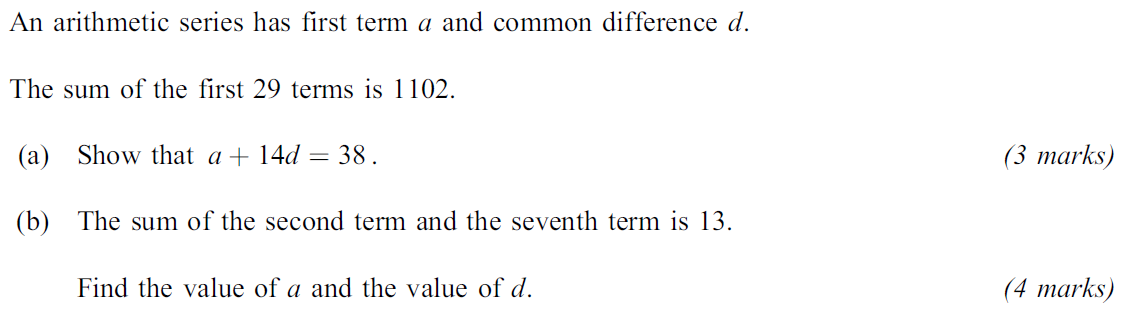 An arithmetic series has first term a and common difference d.
The sum of the first 29 terms is 1102.
(a) Show that a + 14d = 38 . (3 marks)
(b) The sum of the second term and the seventh term is 13.
Find the value of a and the value of d. (4 marks)